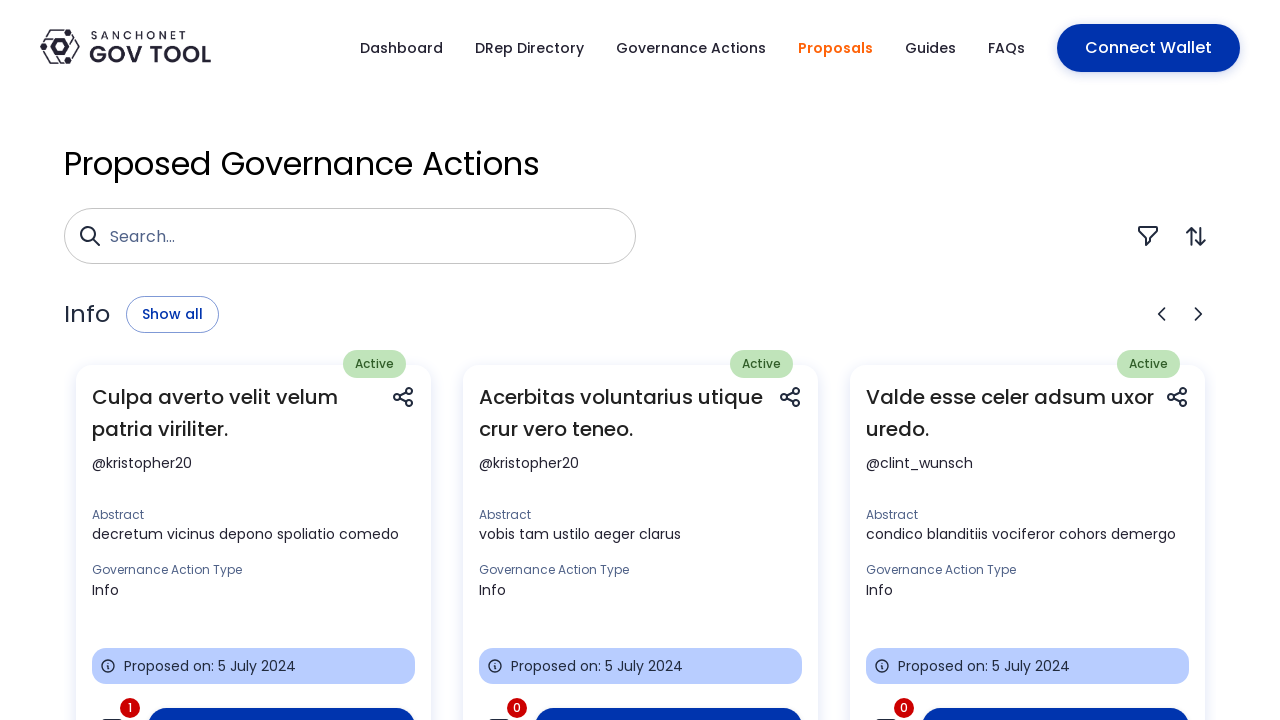 SANCHONET
GOV TOOL
Dashboard
DRep Directory
Governance Actions
Proposals
Guides
FAQs
Connect Wallet
Proposed Governance Actions
Search...
Info
Show all
Active
Culpa averto velit velum
patria viriliter.
@kristopher20
Abstract
decretum vicinus depono spoliatio comedo
Governance Action Type
Info
Proposed on: 5 July 2024
1
Active
Acerbitas voluntarius utique
crur vero teneo.
@kristopher20
Abstract
vobis tam ustilo aeger clarus
Governance Action Type
Info
Proposed on: 5 July 2024
0
Active
Valde esse celer adsum uxor
uredo.
@clint_wunsch
Abstract
condico blanditiis vociferor cohors demergo
Governance Action Type
Info
Proposed on: 5 July 2024
0